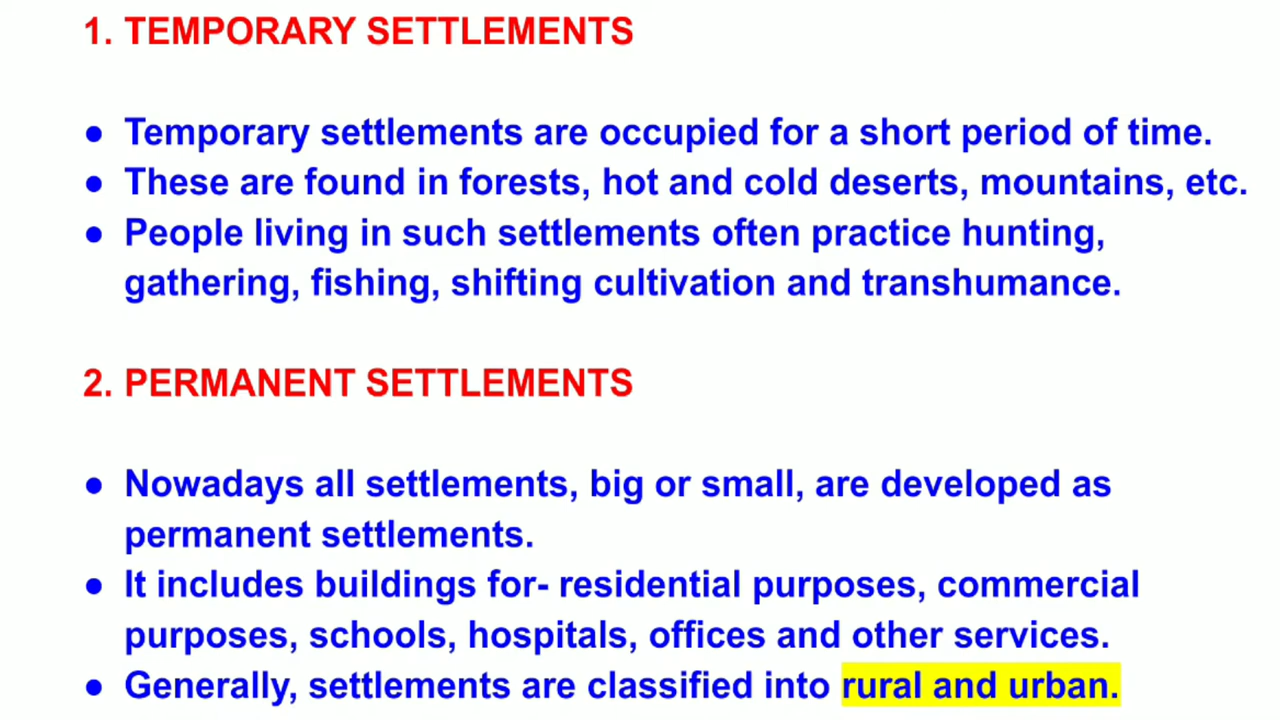 1. TEMPORARY SETTLEMENTS
● Temporary settlements are occupied for a short period of time.
● These are found in forests, hot and cold deserts, mountains, etc.
● People living in such settlements often practice hunting,
gathering, fishing, shifting cultivation and transhumance.
2. PERMANENT SETTLEMENTS
● Nowadays all settlements, big or small, are developed as
permanent settlements.
● It includes buildings for- residential purposes, commercial
purposes, schools, hospitals, offices and other services.
● Generally, settlements are classified into rural and urban.